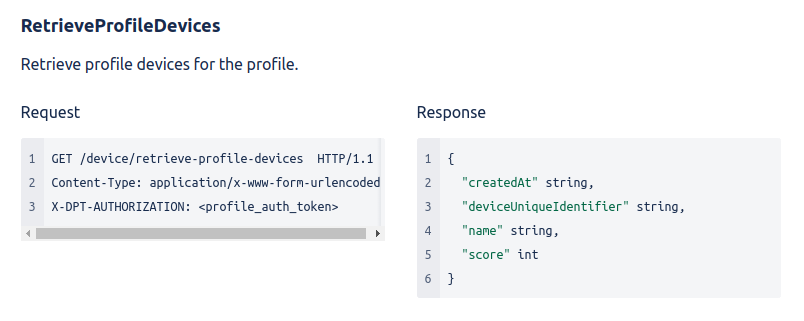 RetrieveProfileDevices
Retrieve profile devices for the profile.
Request
1 GET /device/retrieve-profile-devices  HTTP/1.1
2 Content-Type: application/x-www-form-urlencoded
3 X-DPT-AUTHORIZATION: <profile_auth_token>
Response
1 {
2   "createdAt" string,
3   "deviceUniqueIdentifier" string,
4   "name" string,
5   "score" int
6 }